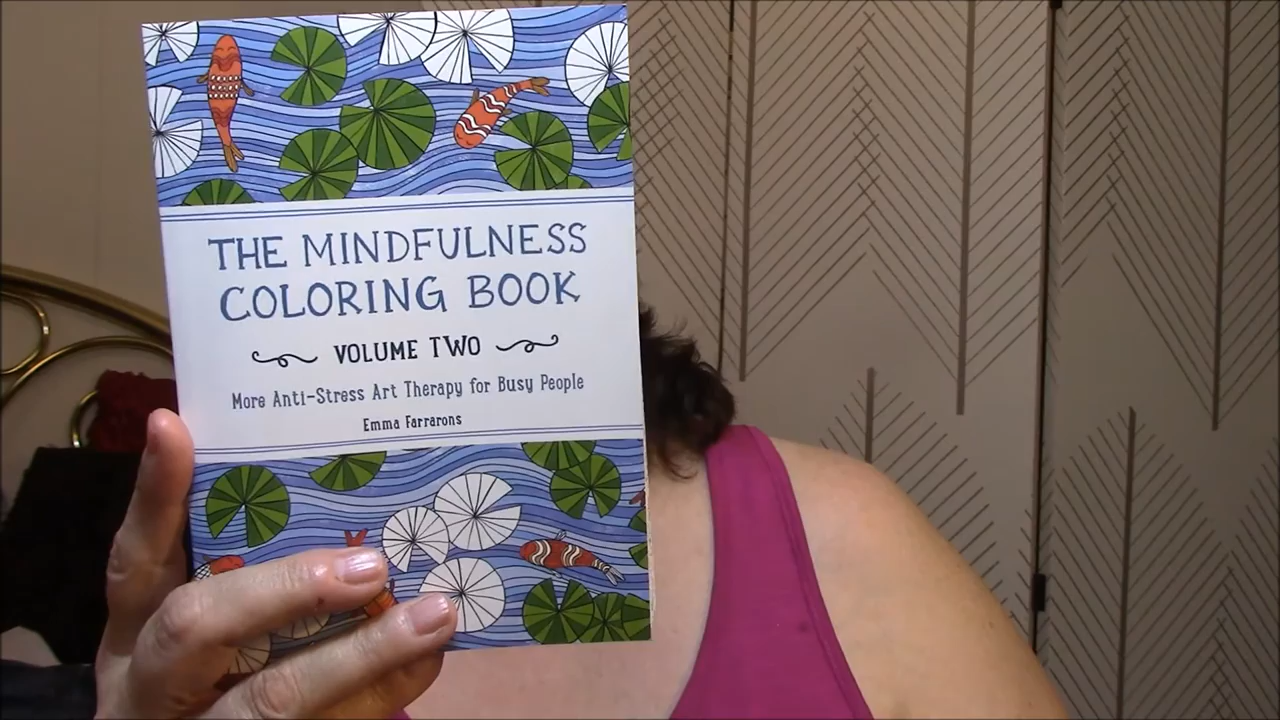 THE MINDFULNESS
COLORING BOOK
VOLUME TWO
More Anti-Stress Art Therapy for Busy People
Emma Farrarons